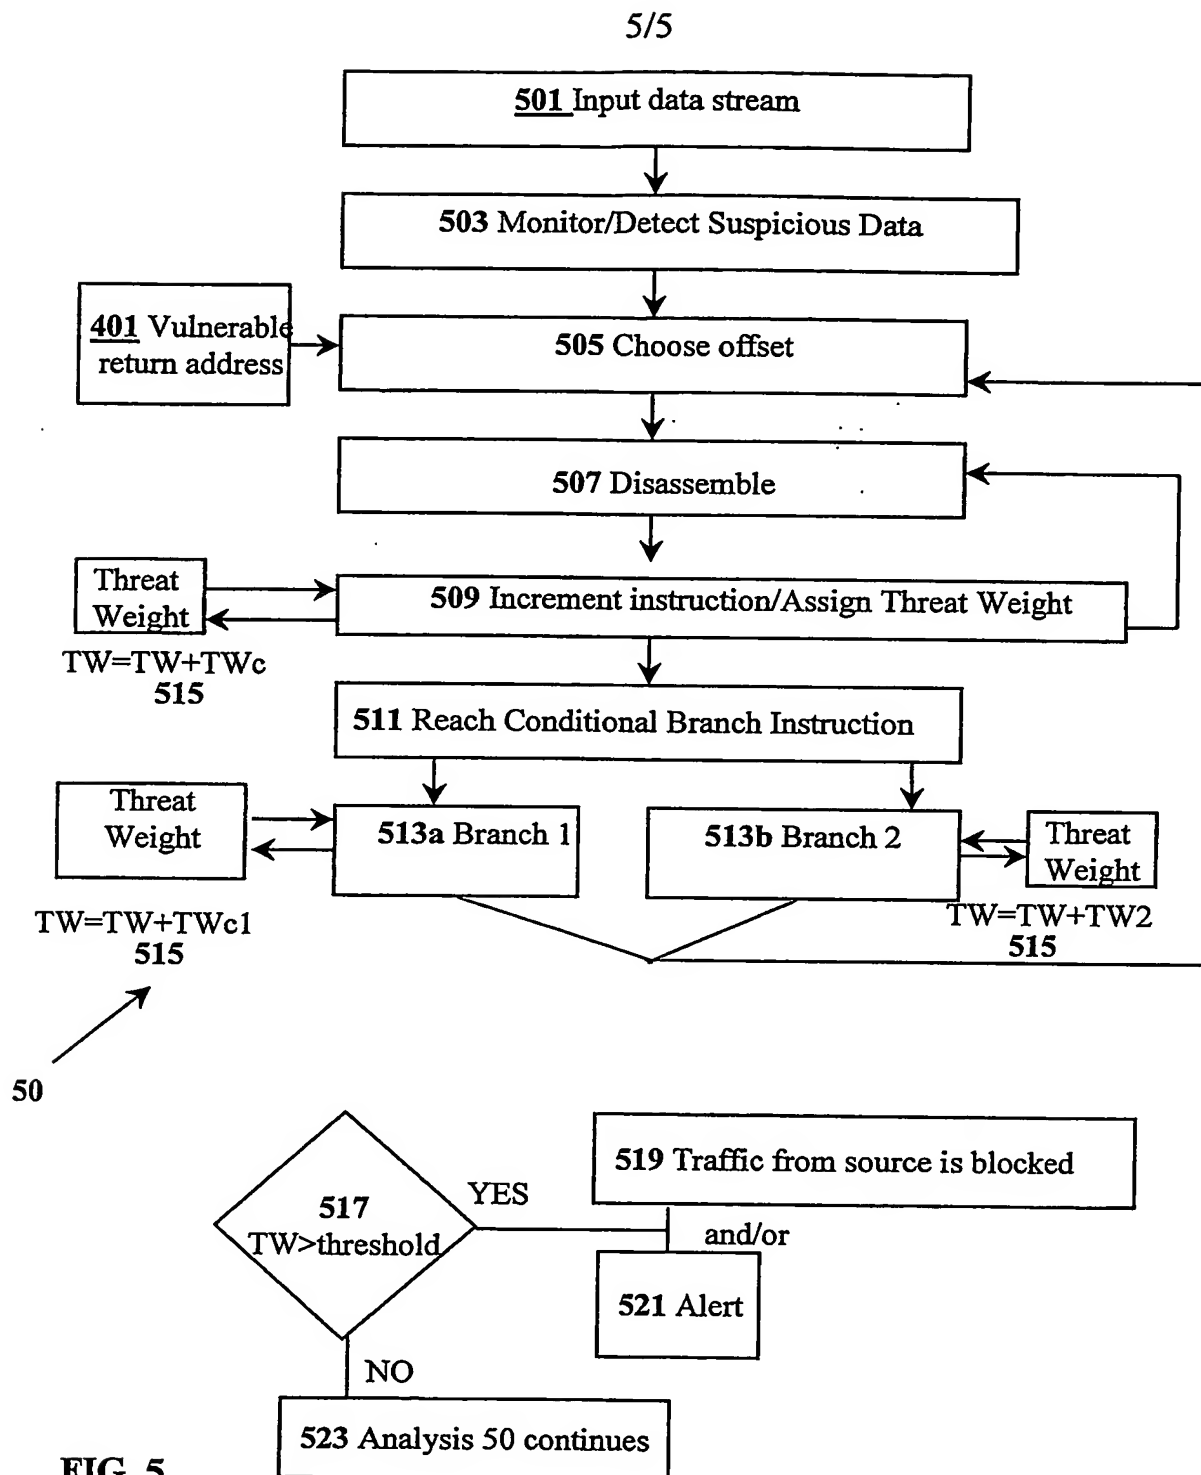 5/5
501 Input data stream
503 Monitor/Detect Suspicious Data
401 Vulnerable
return address
505 Choose offset
507 Disassemble
Threat
Weight
TW=TW+TWc
515
509 Increment instruction/Assign Threat Weight
511 Reach Conditional Branch Instruction
Threat
Weight
TW=TW+TWc1
515
513a Branch 1
513b Branch 2
Threat
Weight
TW=TW+TW2
515
50
517
TW>threshold
YES
519 Traffic from source is blocked
and/or
521 Alert
NO
523 Analysis 50 continues
FIG. 5